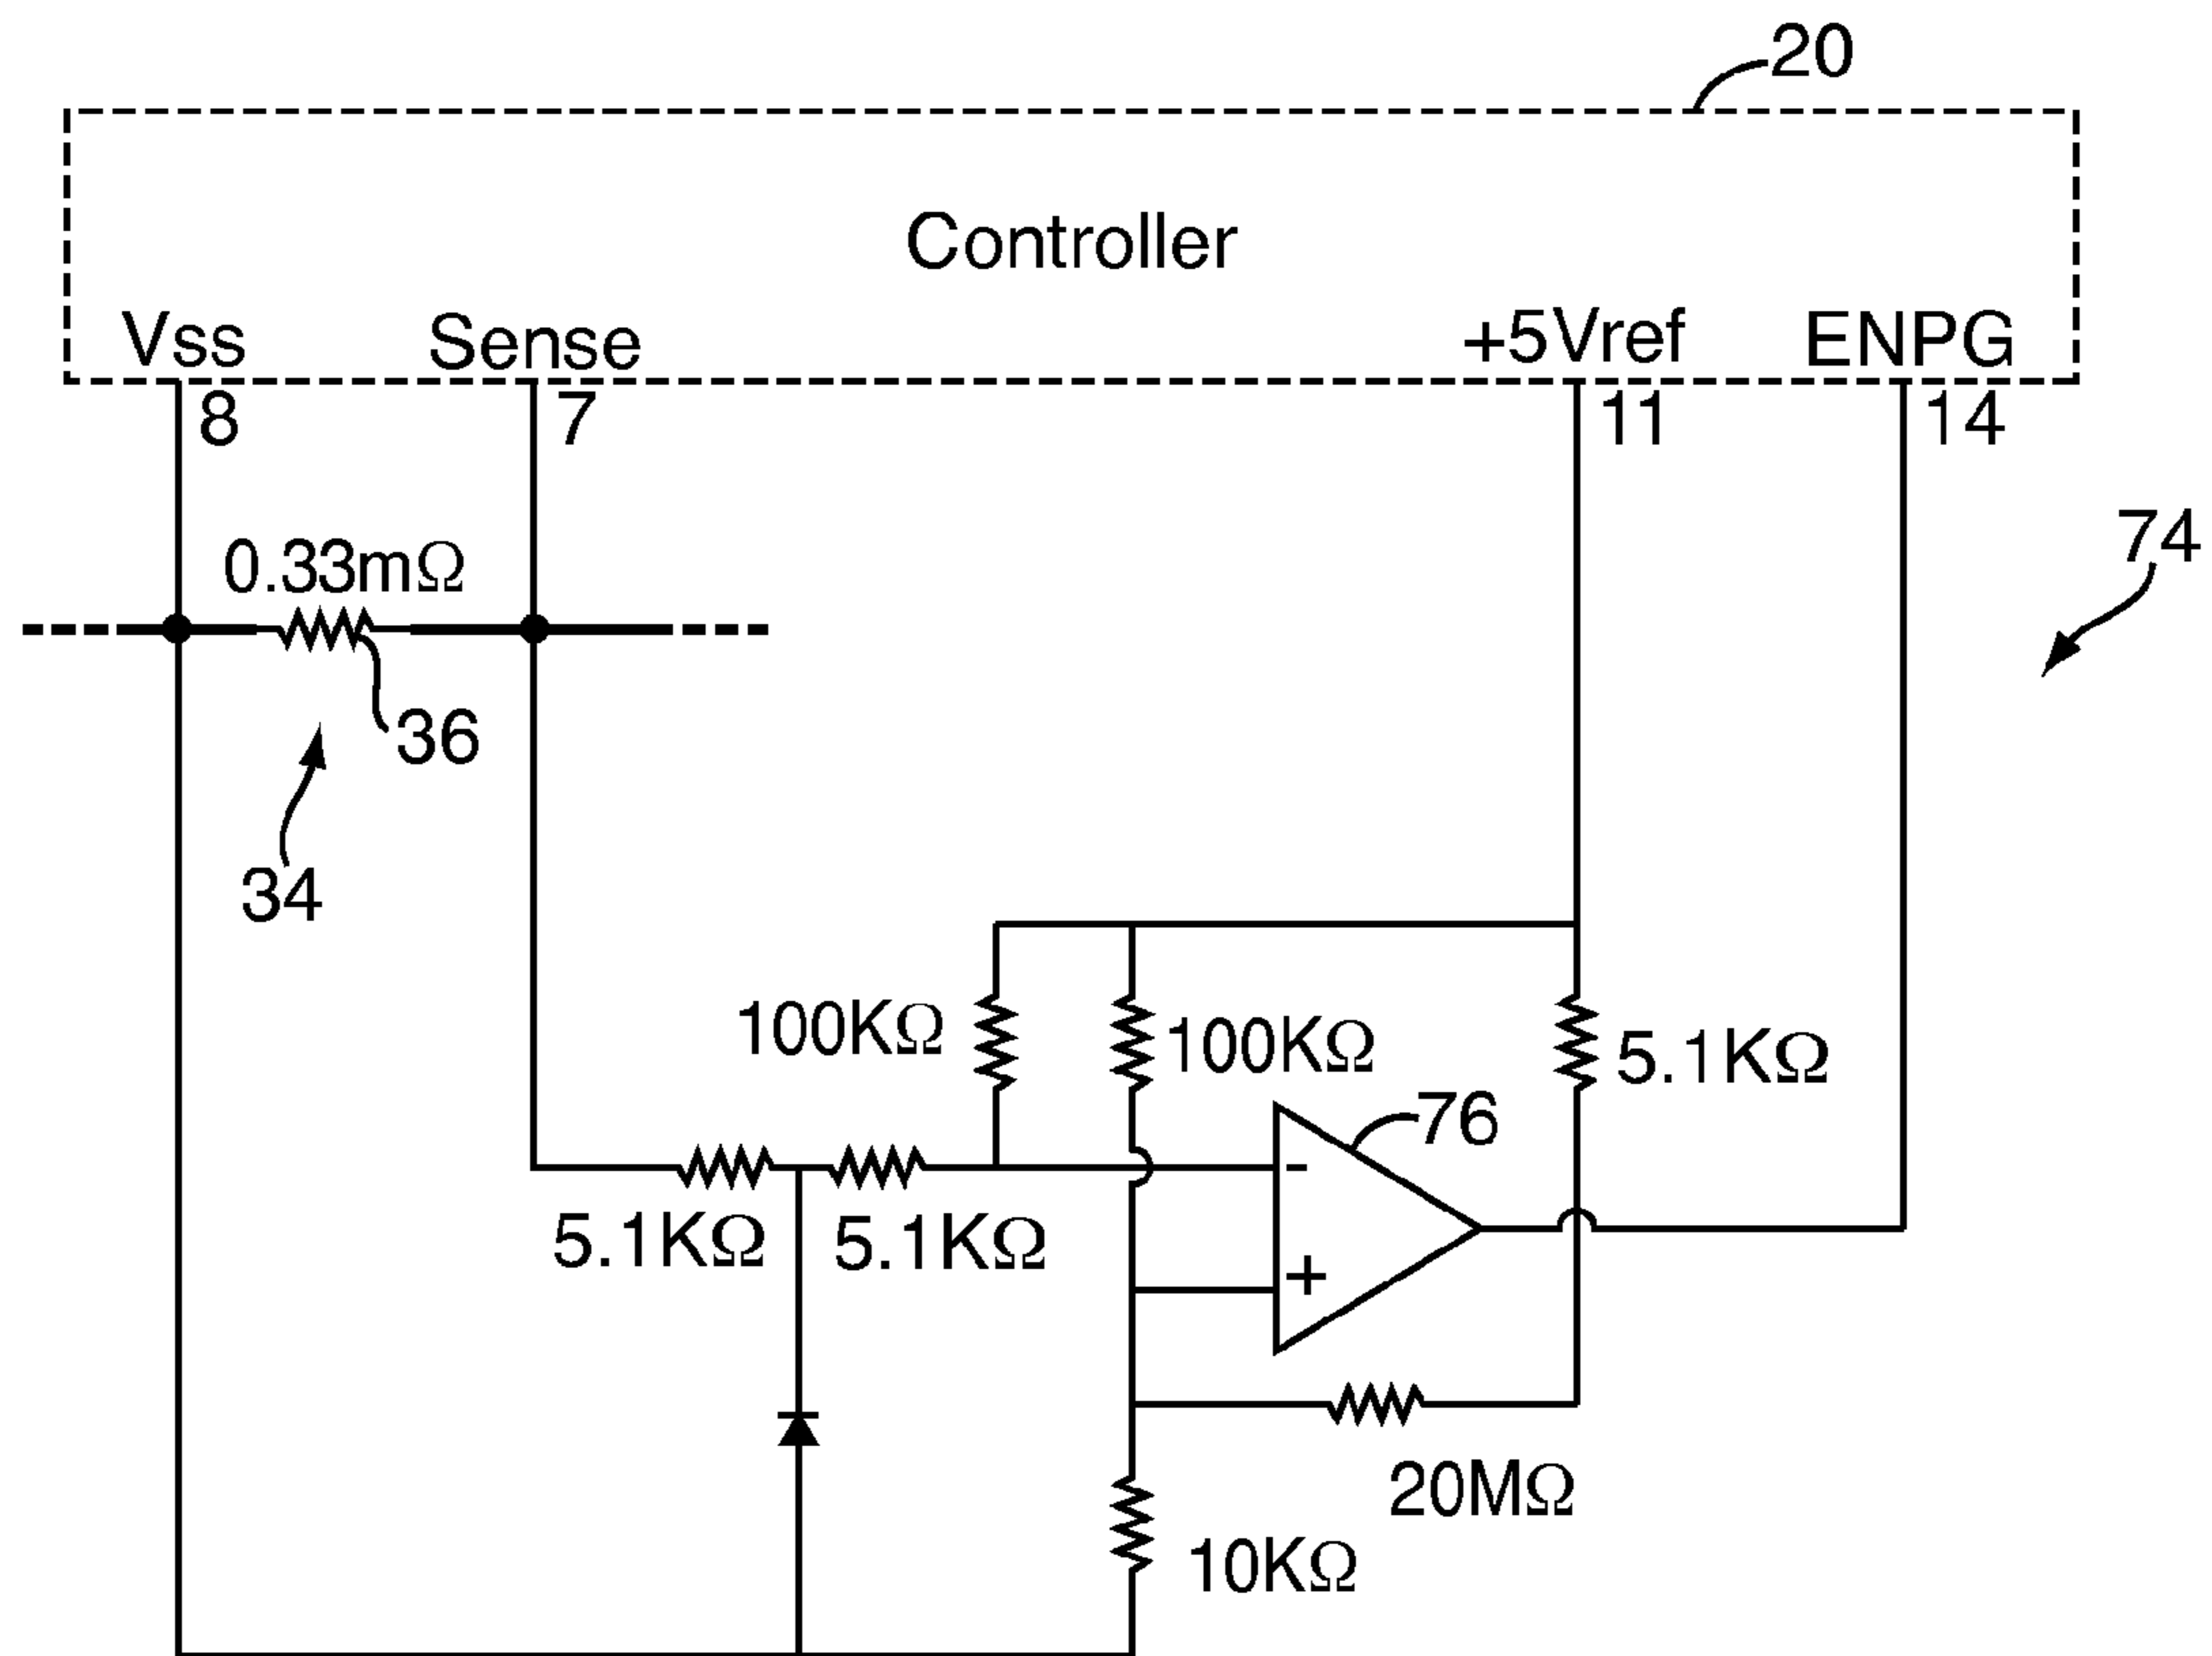 20
Controller
Vss
Sense
+5Vref
ENPG
8
7
11
14
0.33mΩ
74
36
34
100KΩ
100KΩ
5.1KΩ
76
-
5.1KΩ
5.1KΩ
+
20MΩ
10KΩ